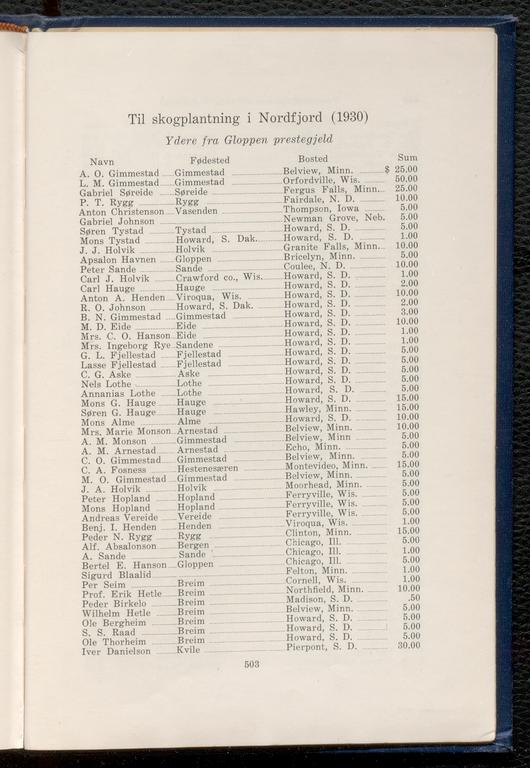 Til skogplantning i Nordfjord (1930)
Ydere fra Gloppen prestegjeld
Navn Fødested Bosted Sum
A. O. Gimmestad Gimmestad Belview, Minn. $ 25.00
L. M. Gimmestad Gimmestad Orfordville, Wis. 50.00
Gabriel Søreide Søreide Fergus Falls, Minn. 25.00
P. T. Rygg Rygg Fairdale, N. D. 10.00
Anton Christenson Vasenden Thompson, Iowa 5.00
Gabriel Johnson Newman Grove, Neb. 5.00
Søren Tystad Tystad Howard, S. D. 5.00
Mons Tystad Howard, S. Dak. Howard, S. D. 1.00
J. J. Holvik Holvik Granite Falls, Minn. 10.00
Apsalon Havnen Gloppen Bricelyn, Minn. 5.00
Peter Sande Sande Coulee, N. D. 10.00
Carl J. Holvik Crawford co., Wis. Howard, S. D. 1.00
Carl Hauge Hauge Howard, S. D. 2.00
Anton A. Henden Viroqua, Wis. Howard, S. D. 10.00
R. O. Johnson Howard, S. Dak. Howard, S. D. 2.00
B. N. Gimmestad Gimmestad Howard, S. D. 3.00
M. D. Eide Eide Howard, S. D. 10.00
Mrs. C. O. Hanson Eide Howard, S. D. 1.00
Mrs. Ingeborg Rye Sandene Howard, S. D. 1.00
G. L. Fjellestad Fjellestad Howard, S. D. 5.00
Lasse Fjellestad Fjellestad Howard, S. D. 5.00
C. G. Aske Aske Howard, S. D. 5.00
Nels Lothe Lothe Howard, S. D. 5.00
Annanias Lothe Lothe Howard, S. D. 5.00
Mons G. Hauge Hauge Howard, S. D. 15.00
Søren G. Hauge Hauge Hawley, Minn. 15.00
Mons Alme Alme Howard, S. D. 10.00
Mrs. Marie Monson Arnestad Belview, Minn. 10.00
A. M. Monson Gimmestad Belview, Minn 5.00
A. M. Arnestad Arnestad Echo, Minn. 5.00
C. O. Gimmestad Gimmestad Belview, Minn. 5.00
C. A. Fosness Hestenesæren Montevideo, Minn. 15.00
M. O. Gimmestad Gimmestad Belview, Minn. 5.00
J. A. Holvik Holvik Moorhead, Minn. 5.00
Peter Hopland Hopland Ferryville, Wis. 5.00
Mons Hopland Hopland Ferryville, Wis. 5.00
Andreas Vereide Vereide Ferryville, Wis. 5.00
Benj. I. Henden Henden Viroqua, Wis. 1.00
Peder N. Rygg Rygg Clinton, Minn. 15.00
Alf. Absalonson Bergen Chicago, Ill. 5.00
A. Sande Sande Chicago, Ill. 1.00
Bertel E. Hanson Gloppen Chicago, Ill. 5.00
Sigurd Blaalid Felton, Minn. 1.00
Per Seim Breim Cornell, Wis. 1.00
Prof. Erik Hetle Breim Northfield, Minn. 10.00
Peder Birkelo Breim Madison, S. D. .50
Wilhelm Hetle Breim Belview, Minn. 5.00
Ole Bergheim Breim Howard, S. D. 5.00
S. S. Raad Breim Howard, S. D. 5.00
Ole Thorheim Breim Howard, S. D. 5.00
Iver Danielson Kvile Pierpont, S. D. 30.00
503